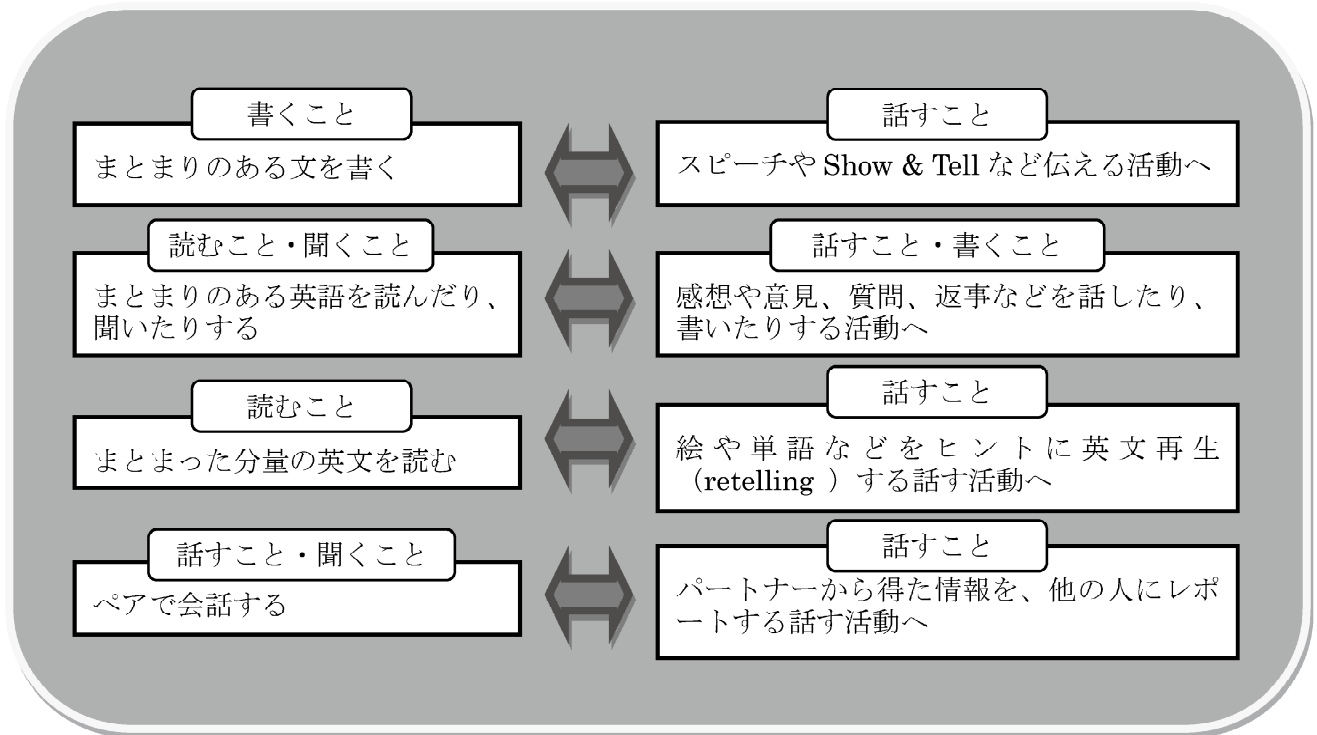 書くこと
まとまりのある文を書く
話すこと
スピーチや Show & Tell など伝える活動へ
読むこと・聞くこと
まとまりのある英語を読んだり、
聞いたりする
話すこと・書くこと
感想や意見、質問、返事などを話したり、
書いたりする活動へ
読むこと
まとまった分量の英文を読む
話すこと
絵や単語などをヒントに英文再生
（retelling ）する話す活動へ
話すこと・聞くこと
ペアで会話する
話すこと
パートナーから得た情報を、他の人にレポ
ートする話す活動へ